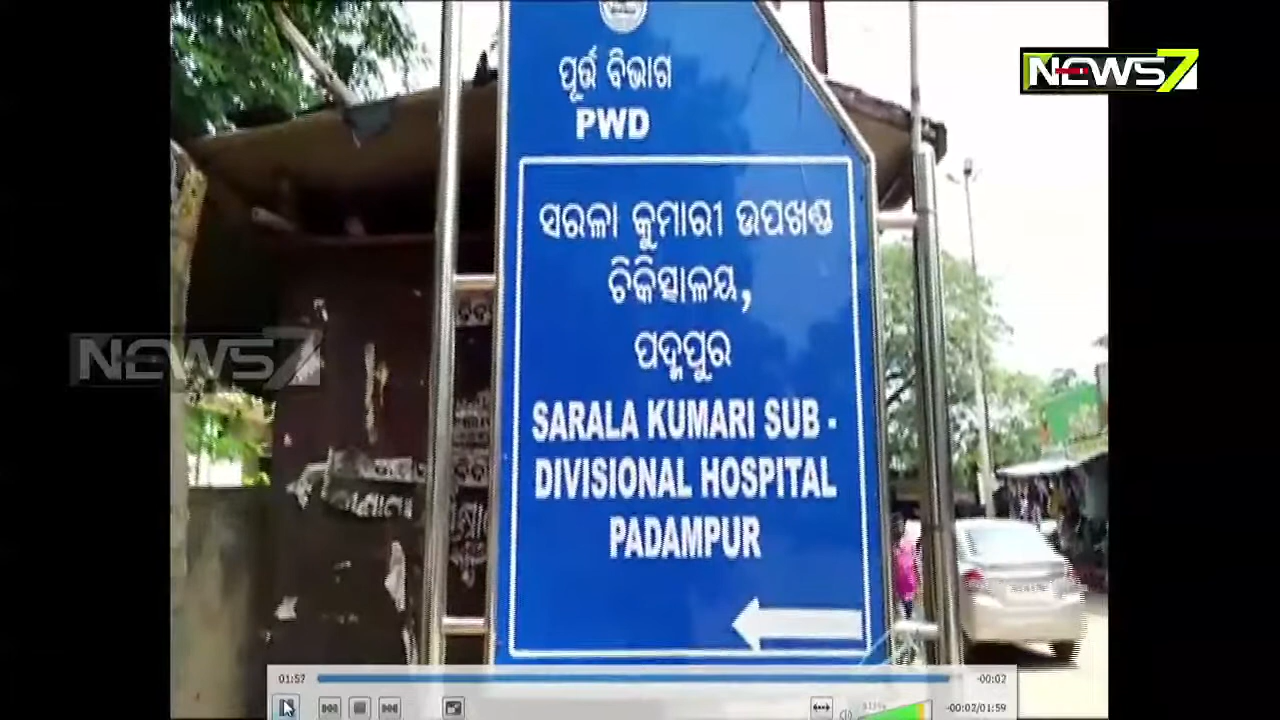 NEWS7
ପୂର୍ତ୍ତ ବିଭାଗ
PWD
ସରଳା କୁମାରୀ ଉପଖଣ୍ଡ
ଚିକିତ୍ସାଳୟ,
ପଦ୍ମପୁର
NEWS7
SARALA KUMARI SUB -
DIVISIONAL HOSPITAL
PADAMPUR
01:57
-00:02
-00:02/01:59